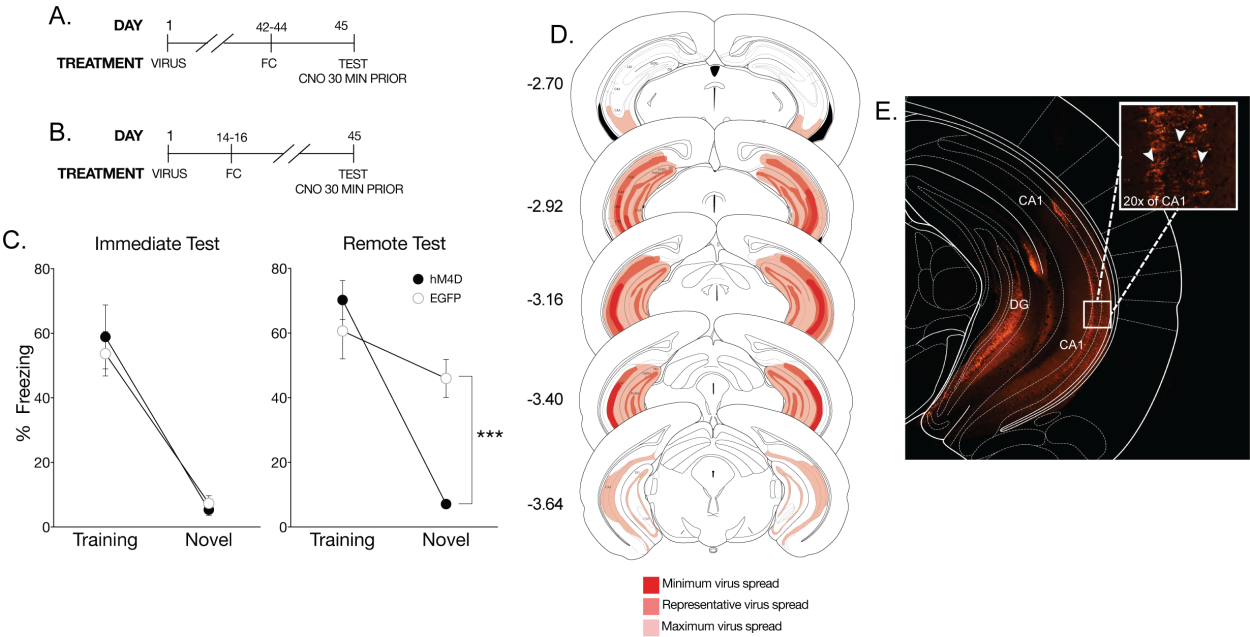 A.
DAY 1 42-44 45
TREATMENT VIRUS FC TEST
CNO 30 MIN PRIOR
B.
DAY 1 14-16 45
TREATMENT VIRUS FC TEST
CNO 30 MIN PRIOR
C.
Immediate Test
Remote Test
% Freezing
80
60
40
20
0
Training
Novel
80
60
40
20
0
hM4D
EGFP
***
Training
Novel
D.
-2.70
-2.92
-3.16
-3.40
-3.64
Minimum virus spread
Representative virus spread
Maximum virus spread
E.
CA1
DG
CA1
20x of CA1